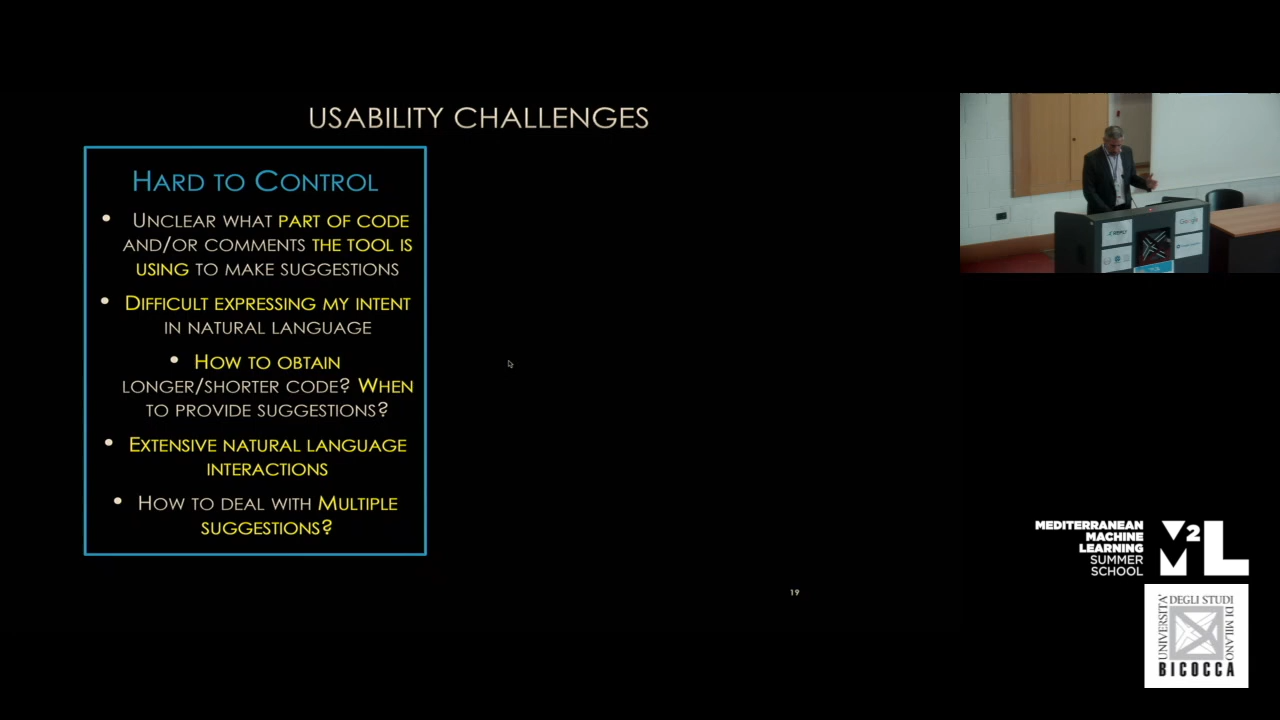 USABILITY CHALLENGES
HARD TO CONTROL
• UNCLEAR WHAT PART OF CODE
AND/OR COMMENTS THE TOOL IS
USING TO MAKE SUGGESTIONS
• DIFFICULT EXPRESSING MY INTENT
IN NATURAL LANGUAGE
• HOW TO OBTAIN
LONGER/SHORTER CODE? WHEN
TO PROVIDE SUGGESTIONS?
• EXTENSIVE NATURAL LANGUAGE
INTERACTIONS
• HOW TO DEAL WITH MULTIPLE
SUGGESTIONS?
19
Google
MEDITERRANEAN
MACHINE
LEARNING
SUMMER
SCHOOL
M2L
UNIVERSITÀ
DEGLI STUDI
DI MILANO
BICOCCA